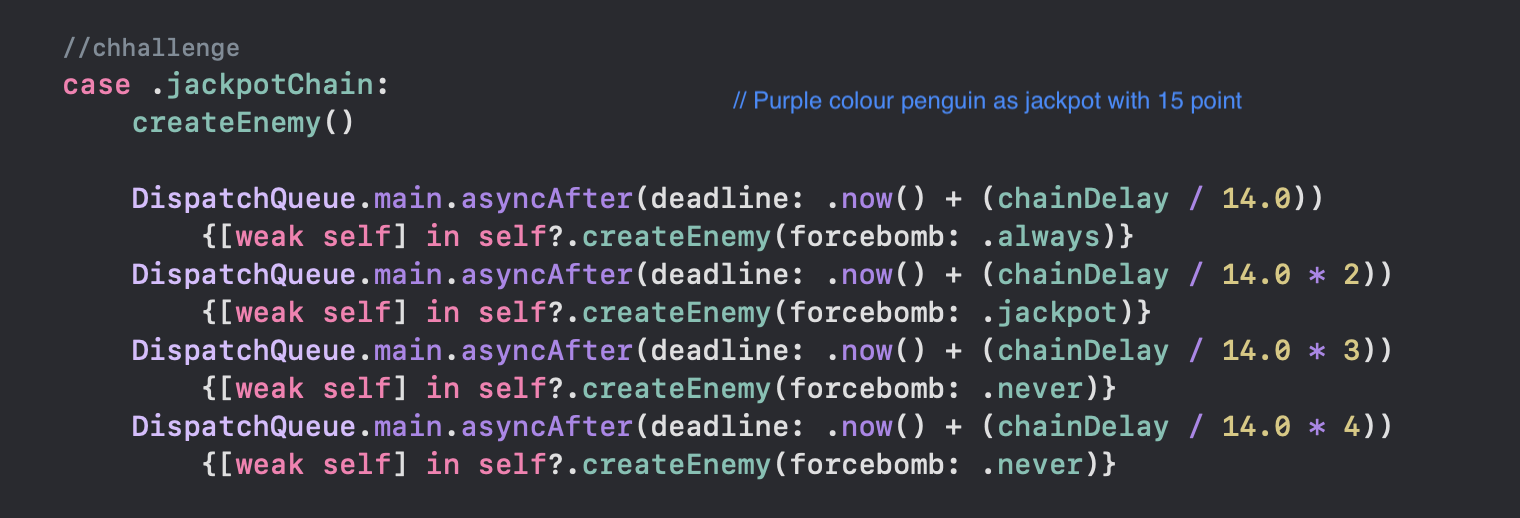 //chhallenge
case .jackpotChain:
// Purple colour penguin as jackpot with 15 point
createEnemy()
DispatchQueue.main.asyncAfter(deadline: .now() + (chainDelay / 14.0))
{[weak self] in self?.createEnemy(forcebomb: .always)}
DispatchQueue.main.asyncAfter(deadline: .now() + (chainDelay / 14.0 * 2))
{[weak self] in self?.createEnemy(forcebomb: .jackpot)}
DispatchQueue.main.asyncAfter(deadline: .now() + (chainDelay / 14.0 * 3))
{[weak self] in self?.createEnemy(forcebomb: .never)}
DispatchQueue.main.asyncAfter(deadline: .now() + (chainDelay / 14.0 * 4))
{[weak self] in self?.createEnemy(forcebomb: .never)}